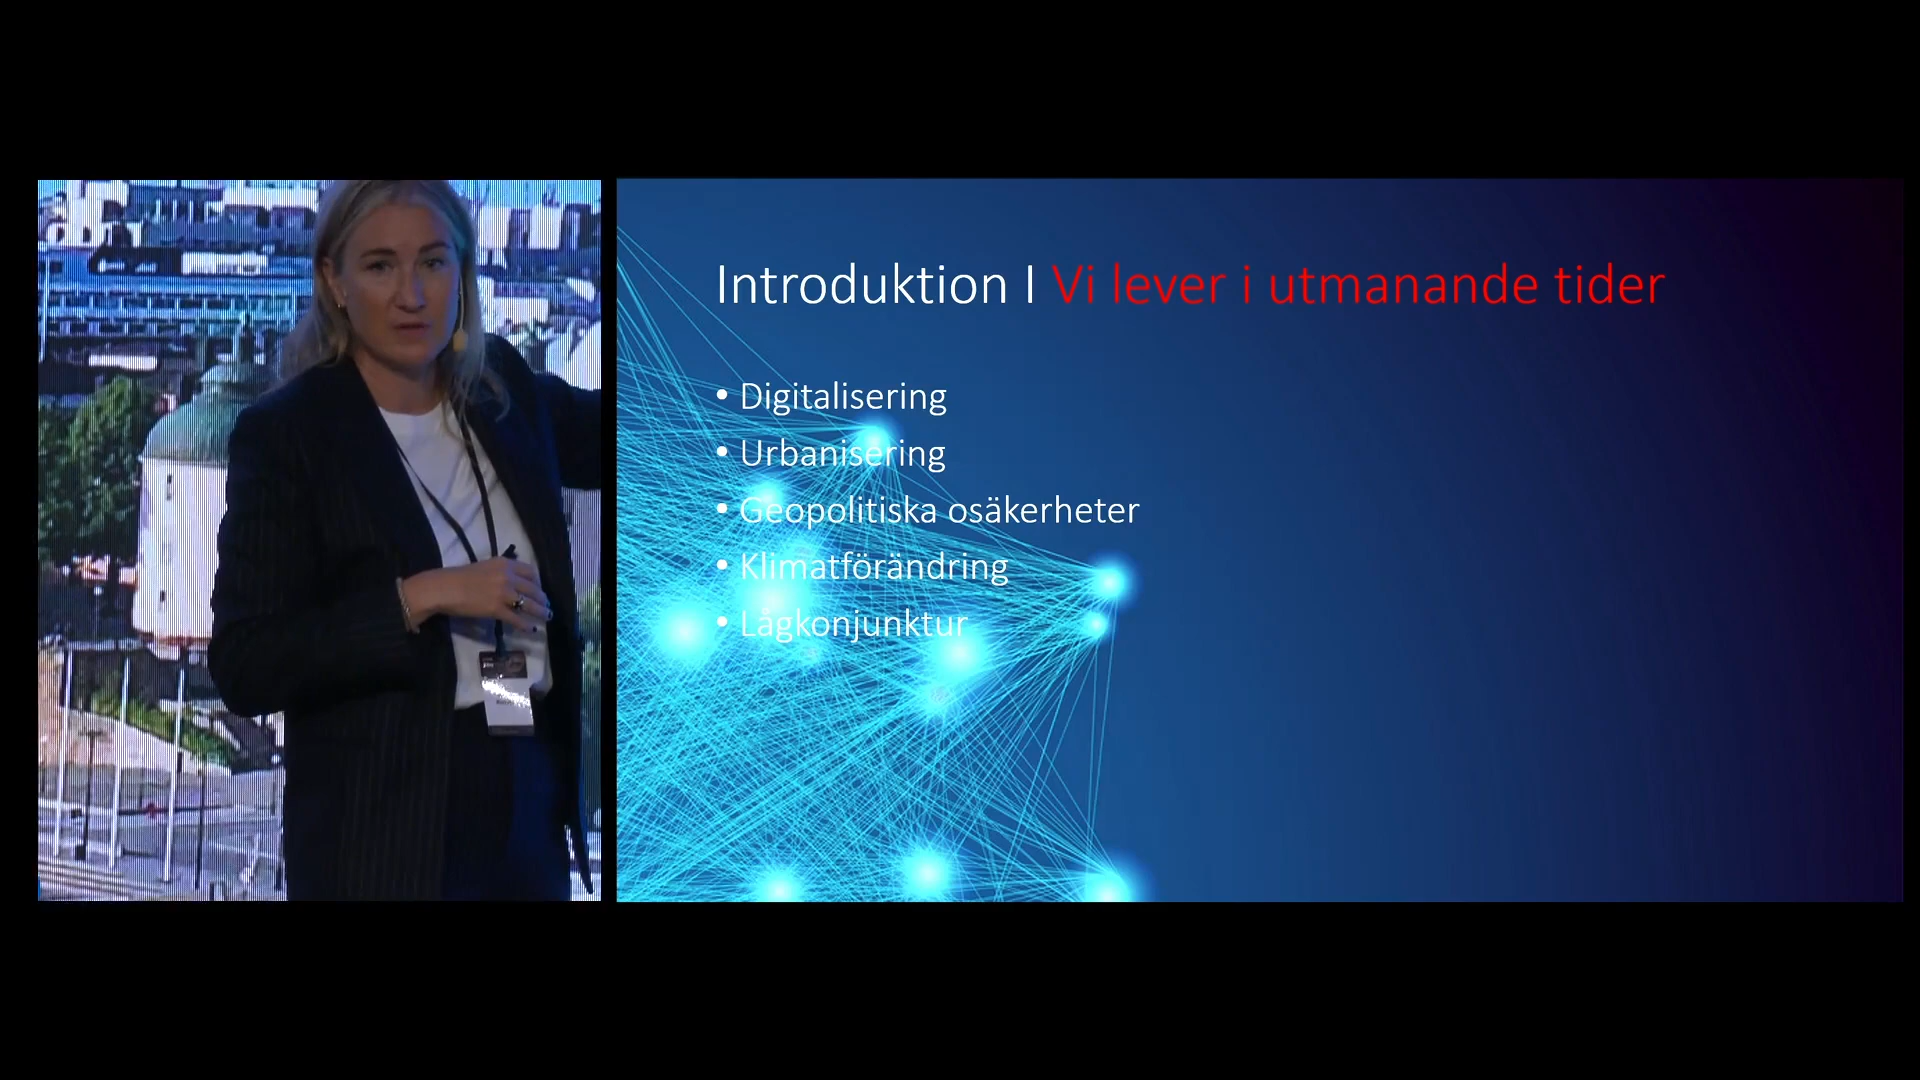 Introduktion I Vi lever i utmanande tider
• Digitalisering
• Urbanisering
• Geopolitiska osäkerheter
• Klimatförändring
• Lågkonjunktur